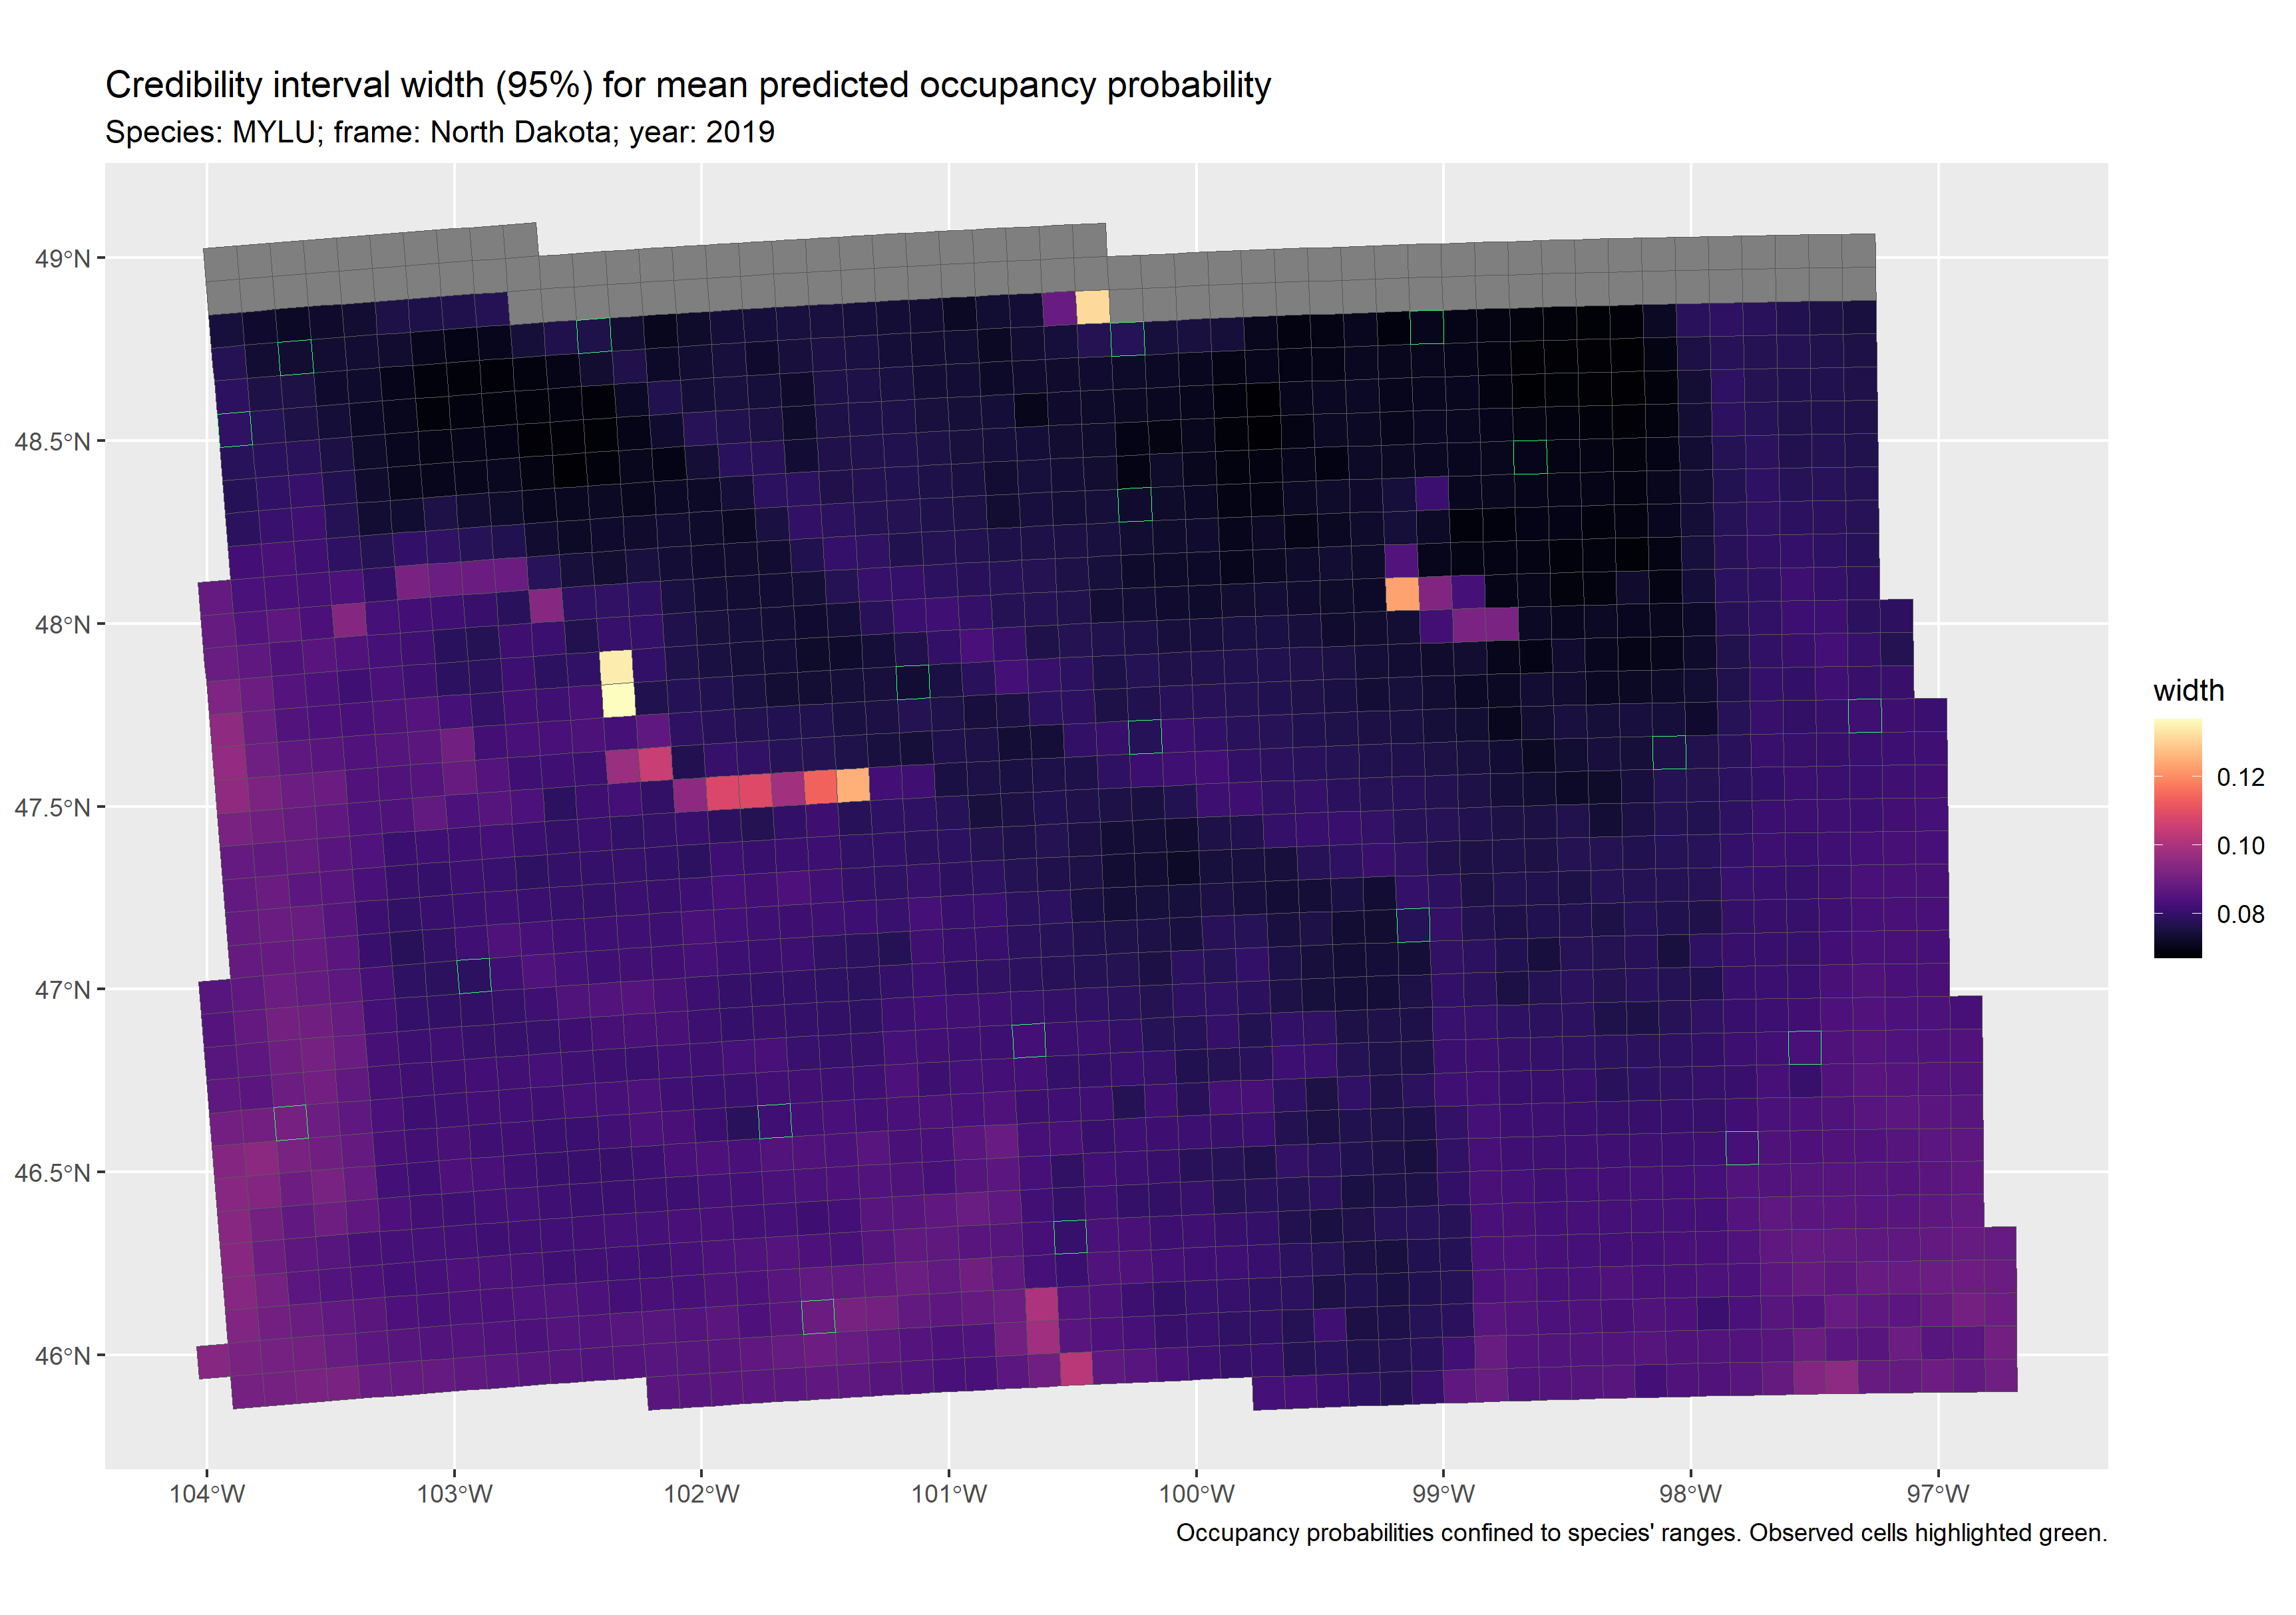 Credibility interval width (95%) for mean predicted occupancy probability
Species: MYLU; frame: North Dakota; year: 2019
49°N
48.5°N
48°N
47.5°N
47°N
46.5°N
46°N
104°W
103°W
102°W
101°W
100°W
99°W
98°W
97°W
width
0.12
0.10
0.08
Occupancy probabilities confined to species' ranges. Observed cells highlighted green.